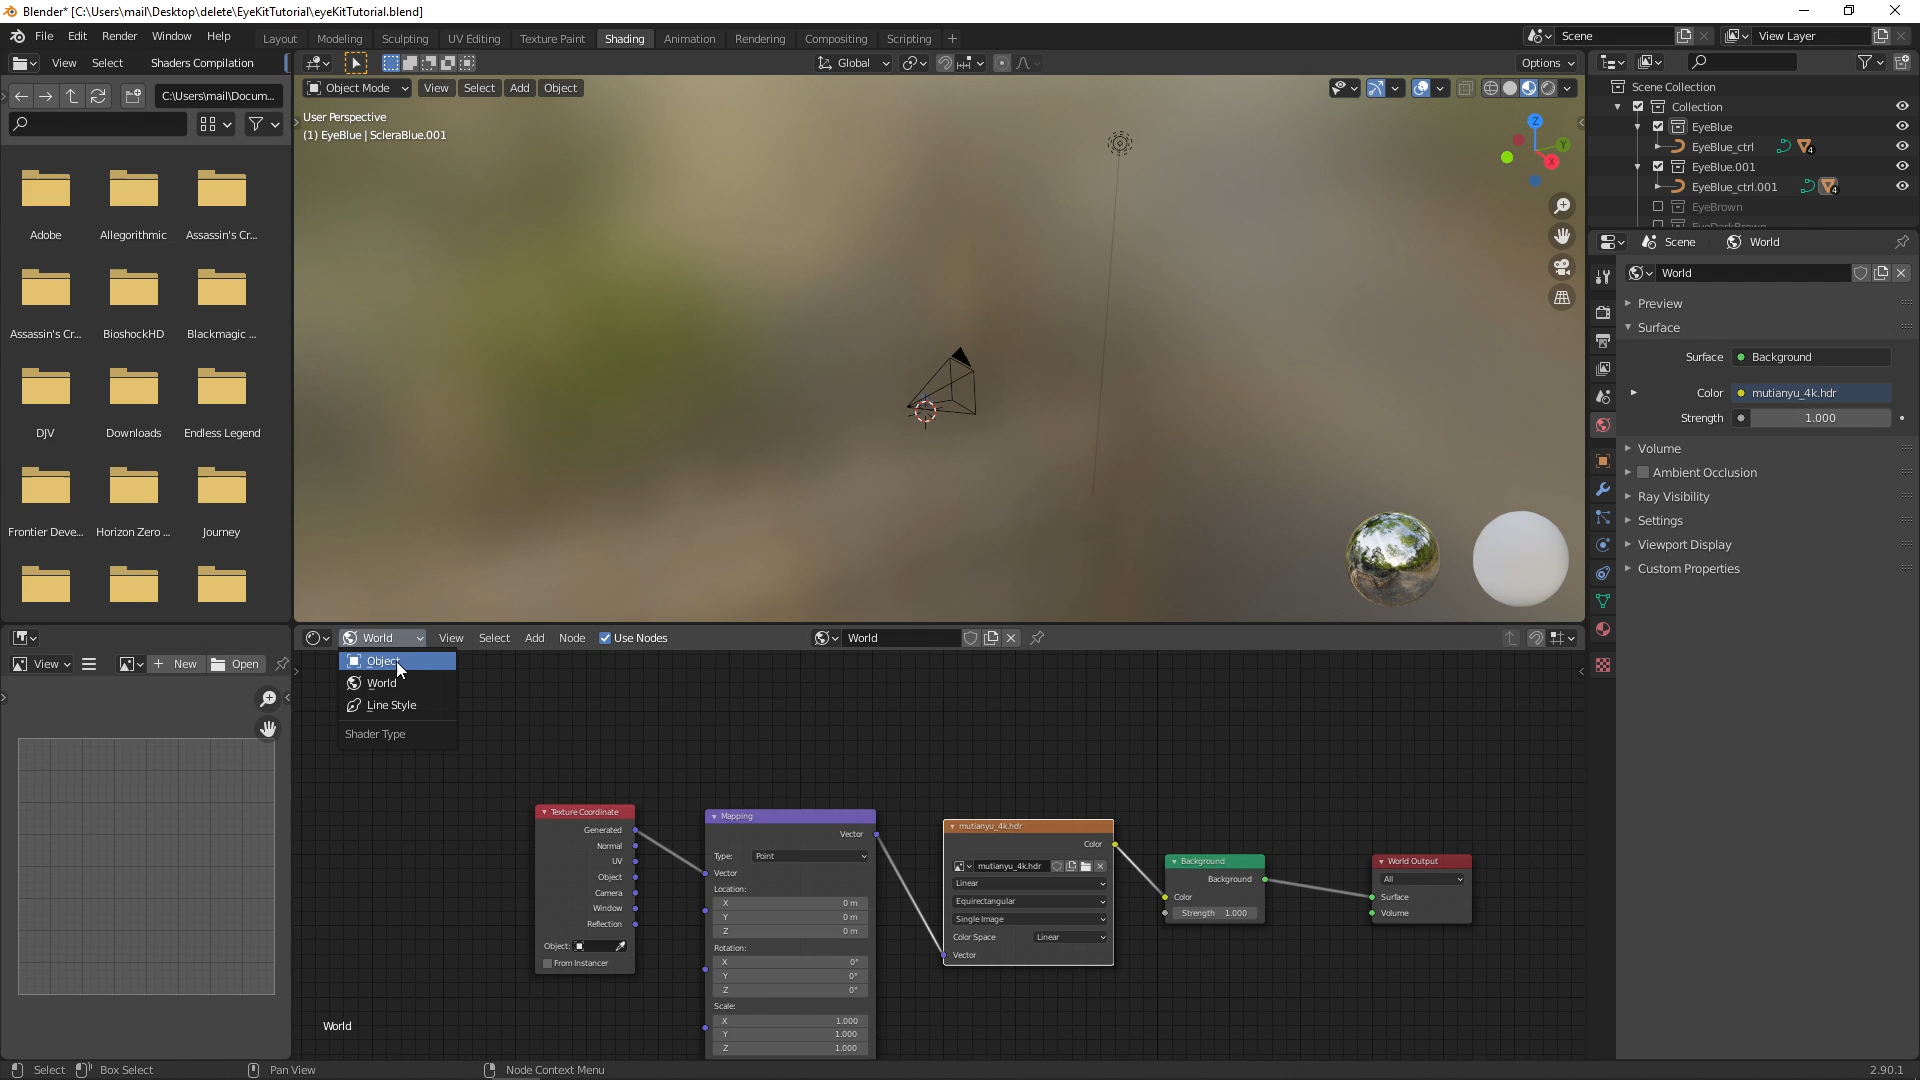 Blender* [C:\Users\mail\Desktop\delete\EyeKitTutorial\eyeKitTutorial.blend]
File Edit Render Window Help
Layout Modeling Sculpting UV Editing Texture Paint Shading Animation Rendering Compositing Scripting +
Scene
View Layer
View Select Shaders Compilation
Global
Options
C:\Users\mail\Docum...
Object Mode View Select Add Object
User Perspective
(1) EyeBlue | ScleraBlue.001
Z
Y
X
Scene Collection
Collection
EyeBlue
EyeBlue_ctrl
4
EyeBlue.001
EyeBlue_ctrl.001
4
EyeBrown
EyeDarkBrown
Adobe
Allegorithmic
Assassin's Cr...
Assassin's Cr...
BioshockHD
Blackmagic ...
DJV
Downloads
Endless Legend
Frontier Deve...
Horizon Zero ...
Journey
Scene
World
World
Preview
Surface
Surface Background
Color mutianyu_4k.hdr
Strength 1.000
Volume
Ambient Occlusion
Ray Visibility
Settings
Viewport Display
Custom Properties
View
+ New
Open
World View Select Add Node Use Nodes
World
Object
World
Line Style
Shader Type
Texture Coordinate
Generated
Normal
UV
Object
Camera
Window
Reflection
Object:
From Instancer
Mapping
Vector
Type: Point
Vector
Location:
X 0 m
Y 0 m
Z 0 m
Rotation:
X 0°
Y 0°
Z 0°
Scale:
X 1.000
Y 1.000
Z 1.000
mutianyu_4k.hdr
Color
mutianyu_4k.hdr
Linear
Equirectangular
Single Image
Color Space Linear
Vector
Background
Background
Color
Strength 1.000
World Output
All
Surface
Volume
World
Select
Box Select
Pan View
Node Context Menu
2.90.1